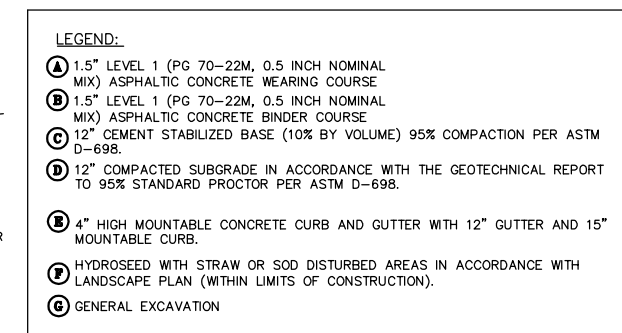 LEGEND:
A 1.5" LEVEL 1 (PG 70-22M, 0.5 INCH NOMINAL
MIX) ASPHALTIC CONCRETE WEARING COURSE
B 1.5" LEVEL 1 (PG 70-22M, 0.5 INCH NOMINAL
MIX) ASPHALTIC CONCRETE BINDER COURSE
C 12" CEMENT STABILIZED BASE (10% BY VOLUME) 95% COMPACTION PER ASTM
D-698.
D 12" COMPACTED SUBGRADE IN ACCORDANCE WITH THE GEOTECHNICAL REPORT
TO 95% STANDARD PROCTOR PER ASTM D-698.
E 4" HIGH MOUNTABLE CONCRETE CURB AND GUTTER WITH 12" GUTTER AND 15"
MOUNTABLE CURB.
R
F HYDROSEED WITH STRAW OR SOD DISTURBED AREAS IN ACCORDANCE WITH
LANDSCAPE PLAN (WITHIN LIMITS OF CONSTRUCTION).
G GENERAL EXCAVATION